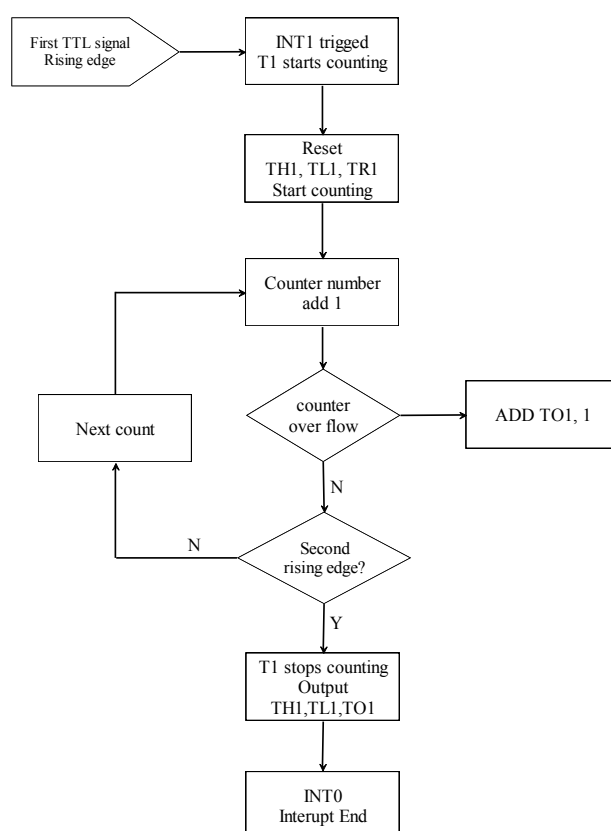 First TTL signal
Rising edge
INT1 trigged
T1 starts counting
Reset
TH1, TL1, TR1
Start counting
Counter number
add 1
counter
over flow
ADD TO1, 1
Next count
N
N
Second
rising edge?
Y
T1 stops counting
Output
TH1,TL1,TO1
INT0
Interupt End